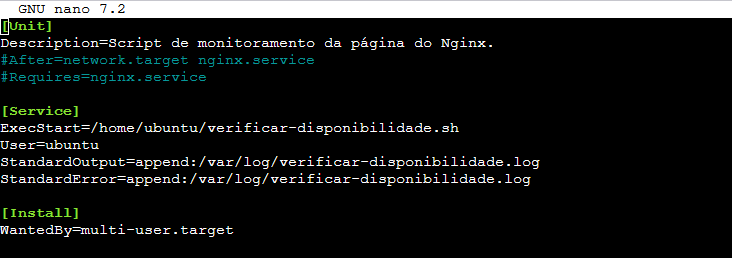 GNU nano 7.2
[Unit]
Description=Script de monitoramento da página do Nginx.
#After=network.target nginx.service
#Requires=nginx.service
[Service]
ExecStart=/home/ubuntu/verificar-disponibilidade.sh
User=ubuntu
StandardOutput=append:/var/log/verificar-disponibilidade.log
StandardError=append:/var/log/verificar-disponibilidade.log
[Install]
WantedBy=multi-user.target